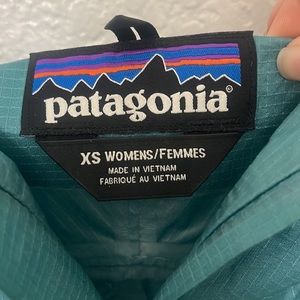 patagonia®
XS WOMENS/FEMMES
MADE IN VIETNAM
FABRIQUÉ AU VIETNAM